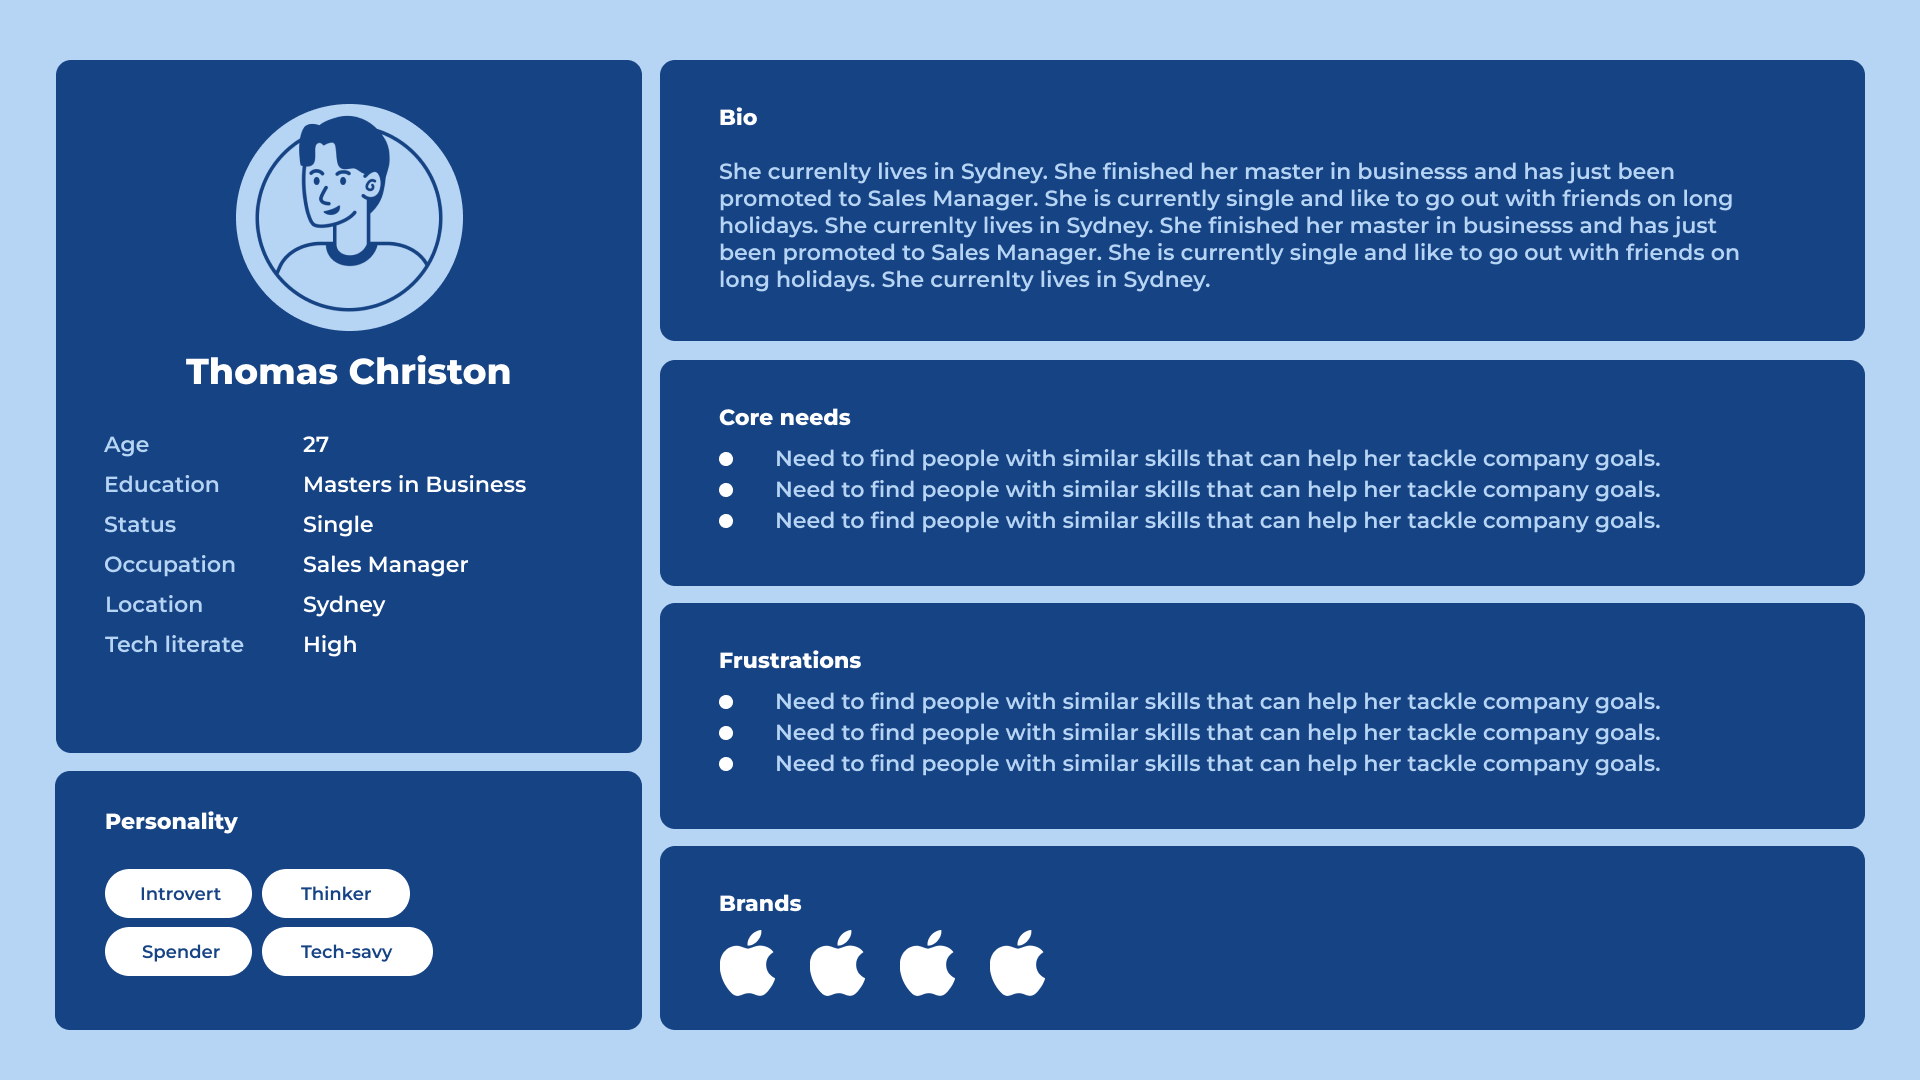 Thomas Christon
Age 27
Education Masters in Business
Status Single
Occupation Sales Manager
Location Sydney
Tech literate High
Personality
Introvert Thinker
Spender Tech-savy
Bio
She currenlty lives in Sydney. She finished her master in businesss and has just been
promoted to Sales Manager. She is currently single and like to go out with friends on long
holidays. She currenlty lives in Sydney. She finished her master in businesss and has just
been promoted to Sales Manager. She is currently single and like to go out with friends on
long holidays. She currenlty lives in Sydney.
Core needs
Need to find people with similar skills that can help her tackle company goals.
Need to find people with similar skills that can help her tackle company goals.
Need to find people with similar skills that can help her tackle company goals.
Frustrations
Need to find people with similar skills that can help her tackle company goals.
Need to find people with similar skills that can help her tackle company goals.
Need to find people with similar skills that can help her tackle company goals.
Brands